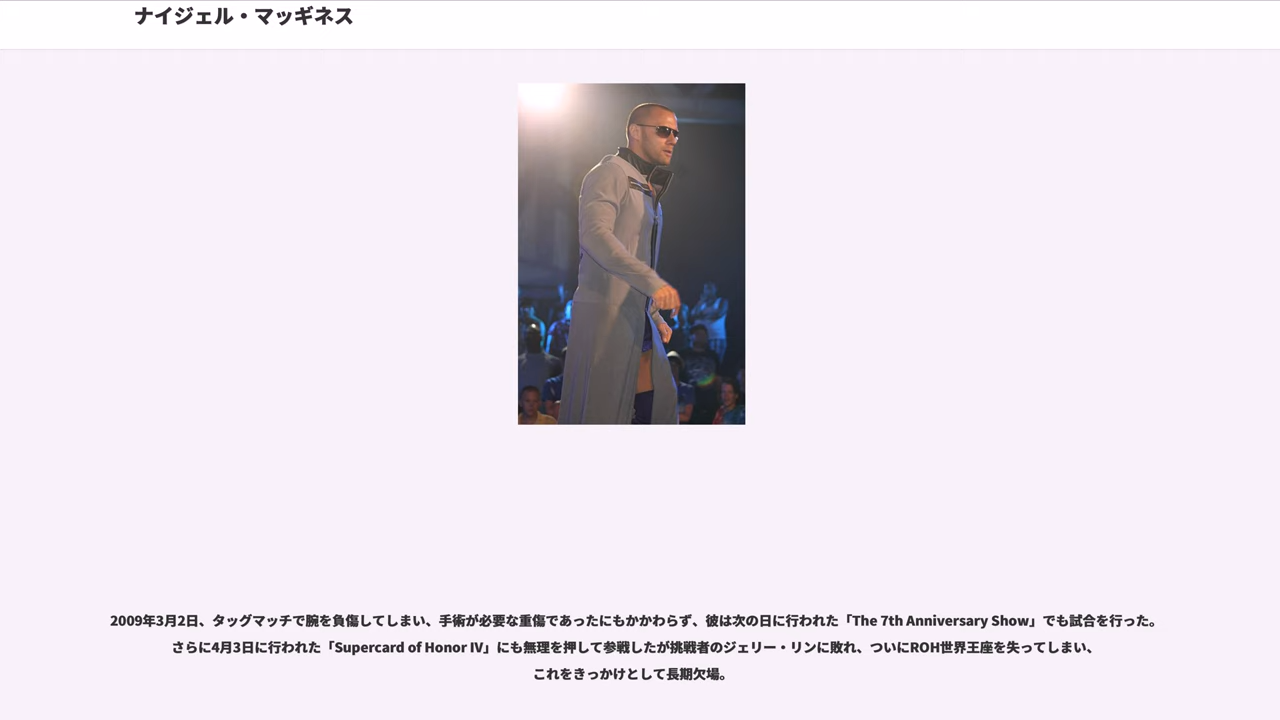 ナイジェル・マッギネス
2009年3月2日、タッグマッチで腕を負傷してしまい、手術が必要な重傷であったにもかかわらず、彼は次の日に行われた「The 7th Anniversary Show」でも試合を行った。
さらに4月3日に行われた「Supercard of Honor IV」にも無理を押して参戦したが挑戦者のジェリー・リンに敗れ、ついにROH世界王座を失ってしまい、
これをきっかけとして長期欠場。